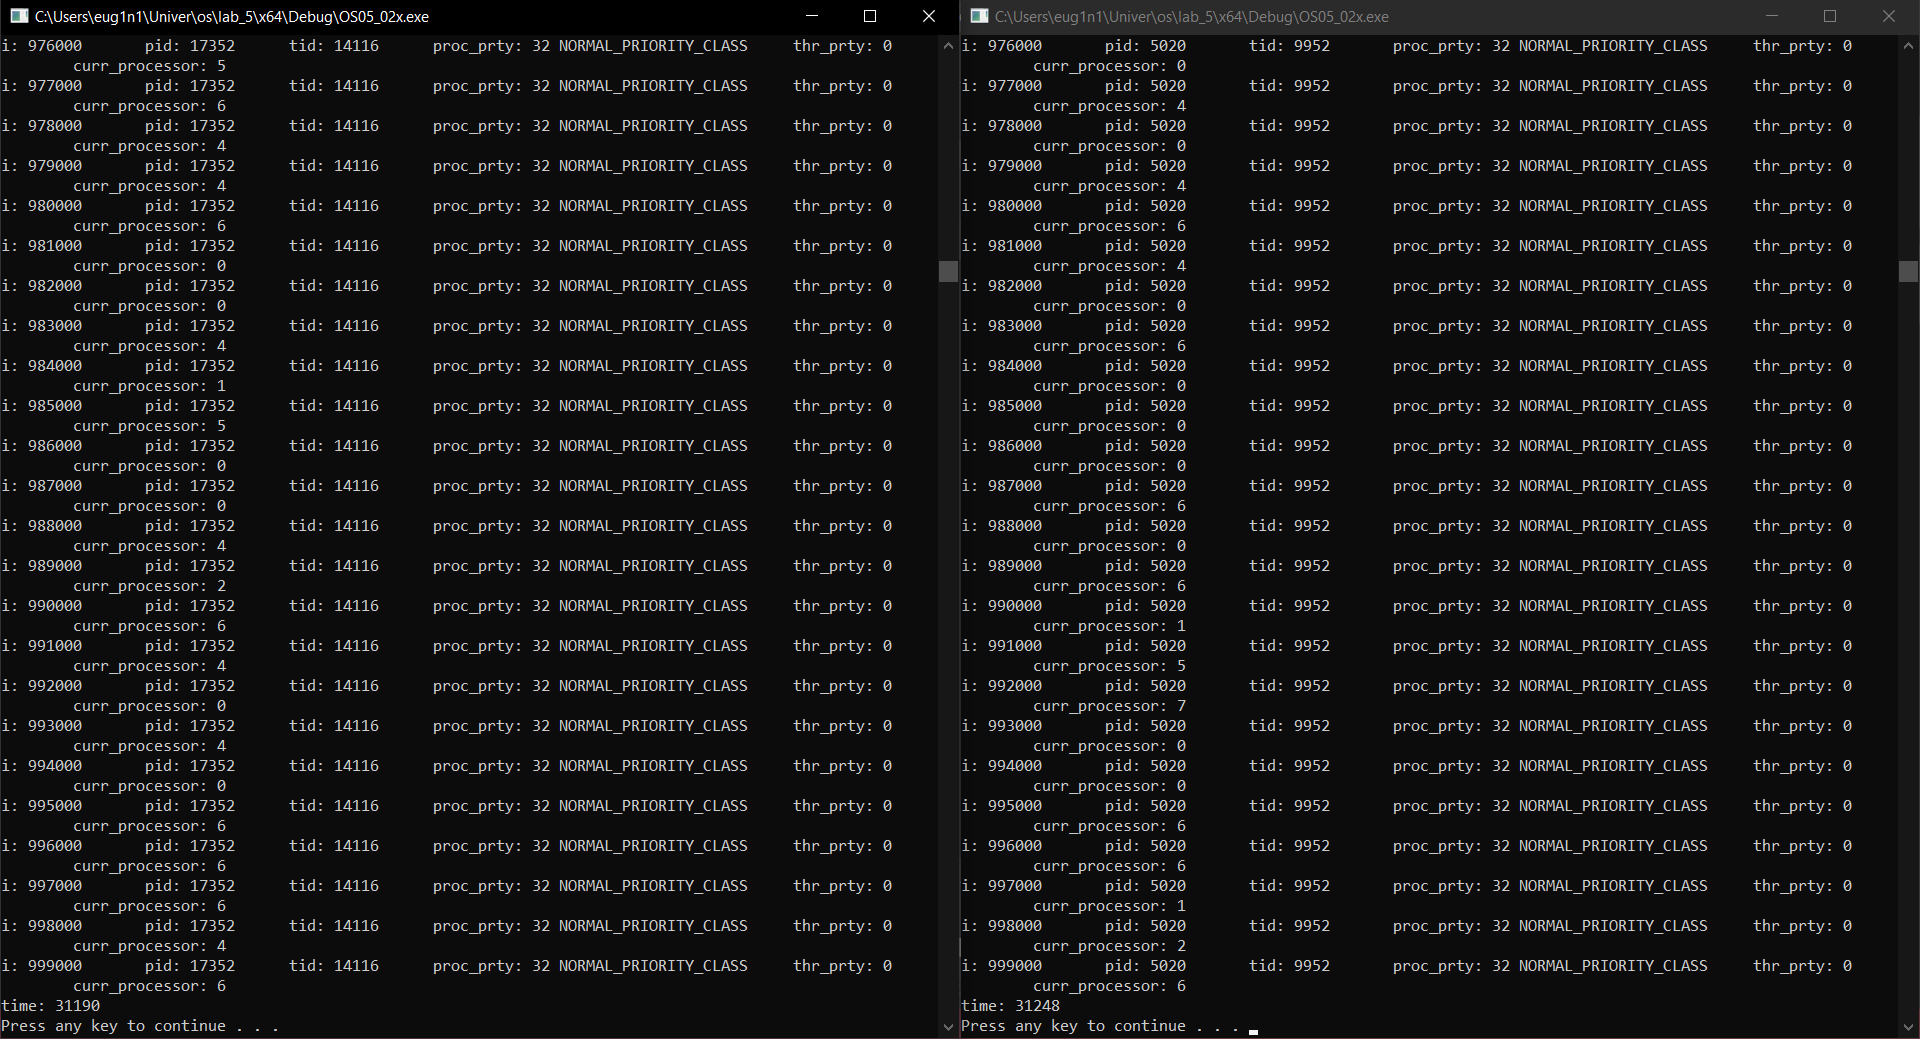 C:\Users\eug1n1\Univer\os\lab_5\x64\Debug\OS05_02x.exe
i: 976000 pid: 17352 tid: 14116 proc_prty: 32 NORMAL_PRIORITY_CLASS thr_prty: 0
curr_processor: 5
i: 977000 pid: 17352 tid: 14116 proc_prty: 32 NORMAL_PRIORITY_CLASS thr_prty: 0
curr_processor: 6
i: 978000 pid: 17352 tid: 14116 proc_prty: 32 NORMAL_PRIORITY_CLASS thr_prty: 0
curr_processor: 4
i: 979000 pid: 17352 tid: 14116 proc_prty: 32 NORMAL_PRIORITY_CLASS thr_prty: 0
curr_processor: 4
i: 980000 pid: 17352 tid: 14116 proc_prty: 32 NORMAL_PRIORITY_CLASS thr_prty: 0
curr_processor: 6
i: 981000 pid: 17352 tid: 14116 proc_prty: 32 NORMAL_PRIORITY_CLASS thr_prty: 0
curr_processor: 0
i: 982000 pid: 17352 tid: 14116 proc_prty: 32 NORMAL_PRIORITY_CLASS thr_prty: 0
curr_processor: 0
i: 983000 pid: 17352 tid: 14116 proc_prty: 32 NORMAL_PRIORITY_CLASS thr_prty: 0
curr_processor: 4
i: 984000 pid: 17352 tid: 14116 proc_prty: 32 NORMAL_PRIORITY_CLASS thr_prty: 0
curr_processor: 1
i: 985000 pid: 17352 tid: 14116 proc_prty: 32 NORMAL_PRIORITY_CLASS thr_prty: 0
curr_processor: 5
i: 986000 pid: 17352 tid: 14116 proc_prty: 32 NORMAL_PRIORITY_CLASS thr_prty: 0
curr_processor: 0
i: 987000 pid: 17352 tid: 14116 proc_prty: 32 NORMAL_PRIORITY_CLASS thr_prty: 0
curr_processor: 0
i: 988000 pid: 17352 tid: 14116 proc_prty: 32 NORMAL_PRIORITY_CLASS thr_prty: 0
curr_processor: 4
i: 989000 pid: 17352 tid: 14116 proc_prty: 32 NORMAL_PRIORITY_CLASS thr_prty: 0
curr_processor: 2
i: 990000 pid: 17352 tid: 14116 proc_prty: 32 NORMAL_PRIORITY_CLASS thr_prty: 0
curr_processor: 6
i: 991000 pid: 17352 tid: 14116 proc_prty: 32 NORMAL_PRIORITY_CLASS thr_prty: 0
curr_processor: 4
i: 992000 pid: 17352 tid: 14116 proc_prty: 32 NORMAL_PRIORITY_CLASS thr_prty: 0
curr_processor: 0
i: 993000 pid: 17352 tid: 14116 proc_prty: 32 NORMAL_PRIORITY_CLASS thr_prty: 0
curr_processor: 4
i: 994000 pid: 17352 tid: 14116 proc_prty: 32 NORMAL_PRIORITY_CLASS thr_prty: 0
curr_processor: 0
i: 995000 pid: 17352 tid: 14116 proc_prty: 32 NORMAL_PRIORITY_CLASS thr_prty: 0
curr_processor: 6
i: 996000 pid: 17352 tid: 14116 proc_prty: 32 NORMAL_PRIORITY_CLASS thr_prty: 0
curr_processor: 6
i: 997000 pid: 17352 tid: 14116 proc_prty: 32 NORMAL_PRIORITY_CLASS thr_prty: 0
curr_processor: 6
i: 998000 pid: 17352 tid: 14116 proc_prty: 32 NORMAL_PRIORITY_CLASS thr_prty: 0
curr_processor: 4
i: 999000 pid: 17352 tid: 14116 proc_prty: 32 NORMAL_PRIORITY_CLASS thr_prty: 0
curr_processor: 6
time: 31190
Press any key to continue . . .
C:\Users\eug1n1\Univer\os\lab_5\x64\Debug\OS05_02x.exe
i: 976000 pid: 5020 tid: 9952 proc_prty: 32 NORMAL_PRIORITY_CLASS thr_prty: 0
curr_processor: 0
i: 977000 pid: 5020 tid: 9952 proc_prty: 32 NORMAL_PRIORITY_CLASS thr_prty: 0
curr_processor: 4
i: 978000 pid: 5020 tid: 9952 proc_prty: 32 NORMAL_PRIORITY_CLASS thr_prty: 0
curr_processor: 0
i: 979000 pid: 5020 tid: 9952 proc_prty: 32 NORMAL_PRIORITY_CLASS thr_prty: 0
curr_processor: 4
i: 980000 pid: 5020 tid: 9952 proc_prty: 32 NORMAL_PRIORITY_CLASS thr_prty: 0
curr_processor: 6
i: 981000 pid: 5020 tid: 9952 proc_prty: 32 NORMAL_PRIORITY_CLASS thr_prty: 0
curr_processor: 4
i: 982000 pid: 5020 tid: 9952 proc_prty: 32 NORMAL_PRIORITY_CLASS thr_prty: 0
curr_processor: 0
i: 983000 pid: 5020 tid: 9952 proc_prty: 32 NORMAL_PRIORITY_CLASS thr_prty: 0
curr_processor: 6
i: 984000 pid: 5020 tid: 9952 proc_prty: 32 NORMAL_PRIORITY_CLASS thr_prty: 0
curr_processor: 0
i: 985000 pid: 5020 tid: 9952 proc_prty: 32 NORMAL_PRIORITY_CLASS thr_prty: 0
curr_processor: 0
i: 986000 pid: 5020 tid: 9952 proc_prty: 32 NORMAL_PRIORITY_CLASS thr_prty: 0
curr_processor: 0
i: 987000 pid: 5020 tid: 9952 proc_prty: 32 NORMAL_PRIORITY_CLASS thr_prty: 0
curr_processor: 6
i: 988000 pid: 5020 tid: 9952 proc_prty: 32 NORMAL_PRIORITY_CLASS thr_prty: 0
curr_processor: 0
i: 989000 pid: 5020 tid: 9952 proc_prty: 32 NORMAL_PRIORITY_CLASS thr_prty: 0
curr_processor: 6
i: 990000 pid: 5020 tid: 9952 proc_prty: 32 NORMAL_PRIORITY_CLASS thr_prty: 0
curr_processor: 1
i: 991000 pid: 5020 tid: 9952 proc_prty: 32 NORMAL_PRIORITY_CLASS thr_prty: 0
curr_processor: 5
i: 992000 pid: 5020 tid: 9952 proc_prty: 32 NORMAL_PRIORITY_CLASS thr_prty: 0
curr_processor: 7
i: 993000 pid: 5020 tid: 9952 proc_prty: 32 NORMAL_PRIORITY_CLASS thr_prty: 0
curr_processor: 0
i: 994000 pid: 5020 tid: 9952 proc_prty: 32 NORMAL_PRIORITY_CLASS thr_prty: 0
curr_processor: 0
i: 995000 pid: 5020 tid: 9952 proc_prty: 32 NORMAL_PRIORITY_CLASS thr_prty: 0
curr_processor: 6
i: 996000 pid: 5020 tid: 9952 proc_prty: 32 NORMAL_PRIORITY_CLASS thr_prty: 0
curr_processor: 6
i: 997000 pid: 5020 tid: 9952 proc_prty: 32 NORMAL_PRIORITY_CLASS thr_prty: 0
curr_processor: 1
i: 998000 pid: 5020 tid: 9952 proc_prty: 32 NORMAL_PRIORITY_CLASS thr_prty: 0
curr_processor: 2
i: 999000 pid: 5020 tid: 9952 proc_prty: 32 NORMAL_PRIORITY_CLASS thr_prty: 0
curr_processor: 6
time: 31248
Press any key to continue . . .